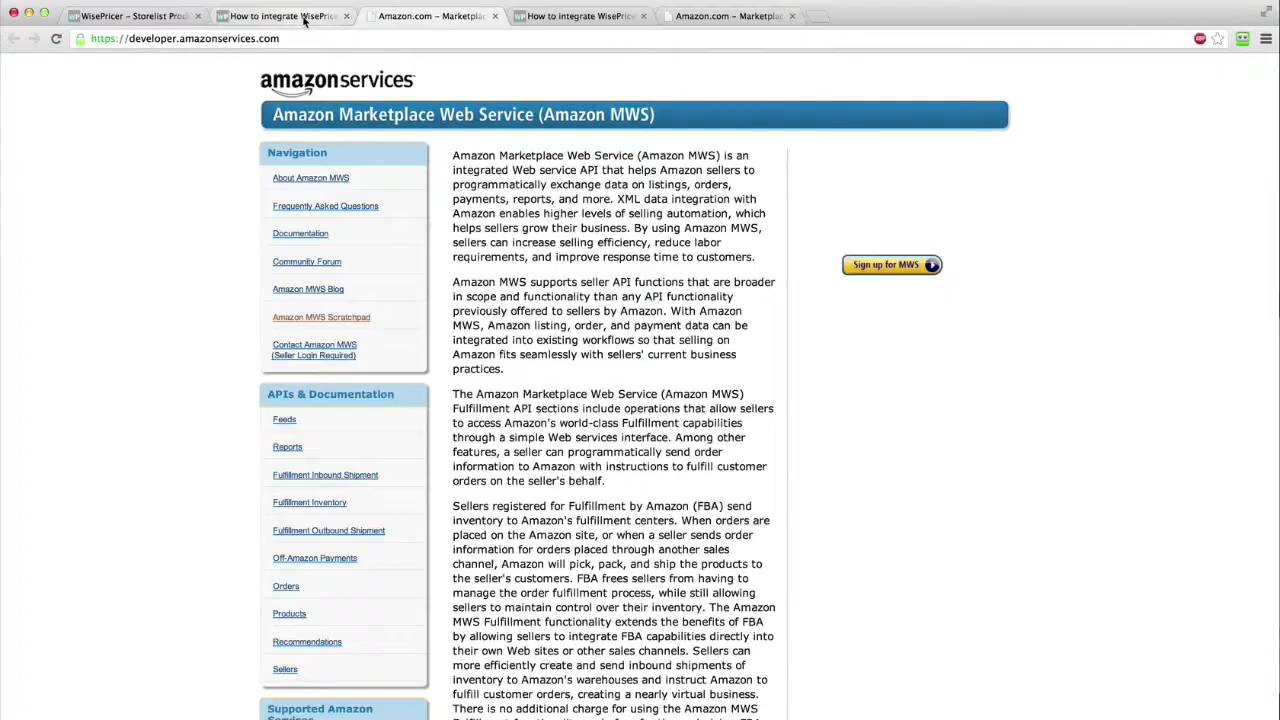 WisePricer – Storelist Prod
How to integrate WisePrice
Amazon.com – Marketplac
How to integrate WisePrice
Amazon.com – Marketplac
https://developer.amazonservices.com
amazonservices
Amazon Marketplace Web Service (Amazon MWS)
Navigation
About Amazon MWS
Frequently Asked Questions
Documentation
Community Forum
Amazon MWS Blog
Amazon MWS Scratchpad
Contact Amazon MWS
(Seller Login Required)
APIs & Documentation
Feeds
Reports
Fulfillment Inbound Shipment
Fulfillment Inventory
Fulfillment Outbound Shipment
Off-Amazon Payments
Orders
Products
Recommendations
Sellers
Supported Amazon
Amazon Marketplace Web Service (Amazon MWS) is an
integrated Web service API that helps Amazon sellers to
programmatically exchange data on listings, orders,
payments, reports, and more. XML data integration with
Amazon enables higher levels of selling automation, which
helps sellers grow their business. By using Amazon MWS,
sellers can increase selling efficiency, reduce labor
requirements, and improve response time to customers.
Amazon MWS supports seller API functions that are broader
in scope and functionality than any API functionality
previously offered to sellers by Amazon. With Amazon
MWS, Amazon listing, order, and payment data can be
integrated into existing workflows so that selling on
Amazon fits seamlessly with sellers' current business
practices.
The Amazon Marketplace Web Service (Amazon MWS)
Fulfillment API sections include operations that allow sellers
to access Amazon's world-class Fulfillment capabilities
through a simple Web services interface. Among other
features, a seller can programmatically send order
information to Amazon with instructions to fulfill customer
orders on the seller's behalf.
Sellers registered for Fulfillment by Amazon (FBA) send
inventory to Amazon's fulfillment centers. When orders are
placed on the Amazon site, or when a seller sends order
information for orders placed through another sales
channel, Amazon will pick, pack, and ship the products to
the seller's customers. FBA frees sellers from having to
manage the order fulfillment process, while still allowing
sellers to maintain control over their inventory. The Amazon
MWS Fulfillment functionality extends the benefits of FBA
by allowing sellers to integrate FBA capabilities directly into
their own Web sites or other sales channels. Sellers can
more efficiently create and send inbound shipments of
inventory to Amazon's warehouses and instruct Amazon to
fulfill customer orders, creating a nearly virtual business.
There is no additional charge for using the Amazon MWS
Sign up for MWS